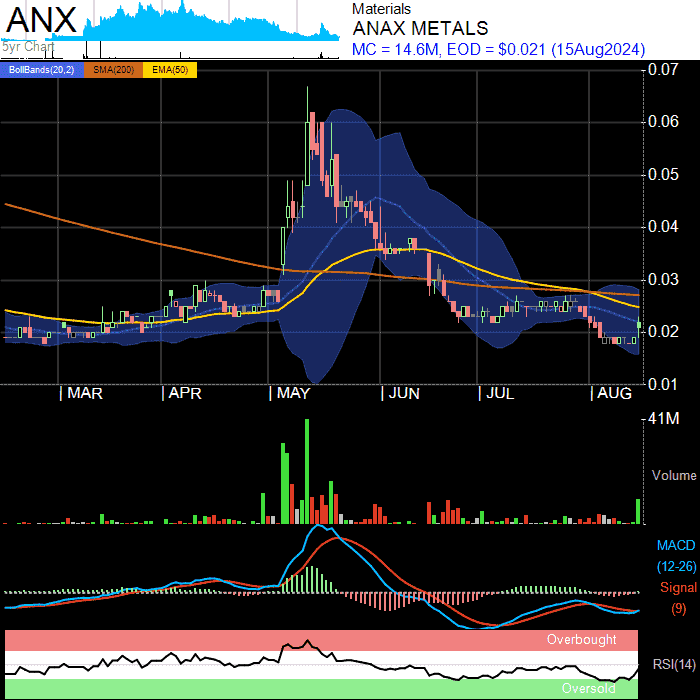 ANX
5yr Chart
Materials
ANAX METALS
MC = 14.6M, EOD = $0.021 (15Aug2024)
BollBands(20,2) SMA(200) EMA(50)
0.07
0.06
0.05
0.04
0.03
0.02
0.01
MAR APR MAY JUN JUL AUG
41M
Volume
MACD
(12-26)
Signal
(9)
Overbought
RSI(14)
Oversold